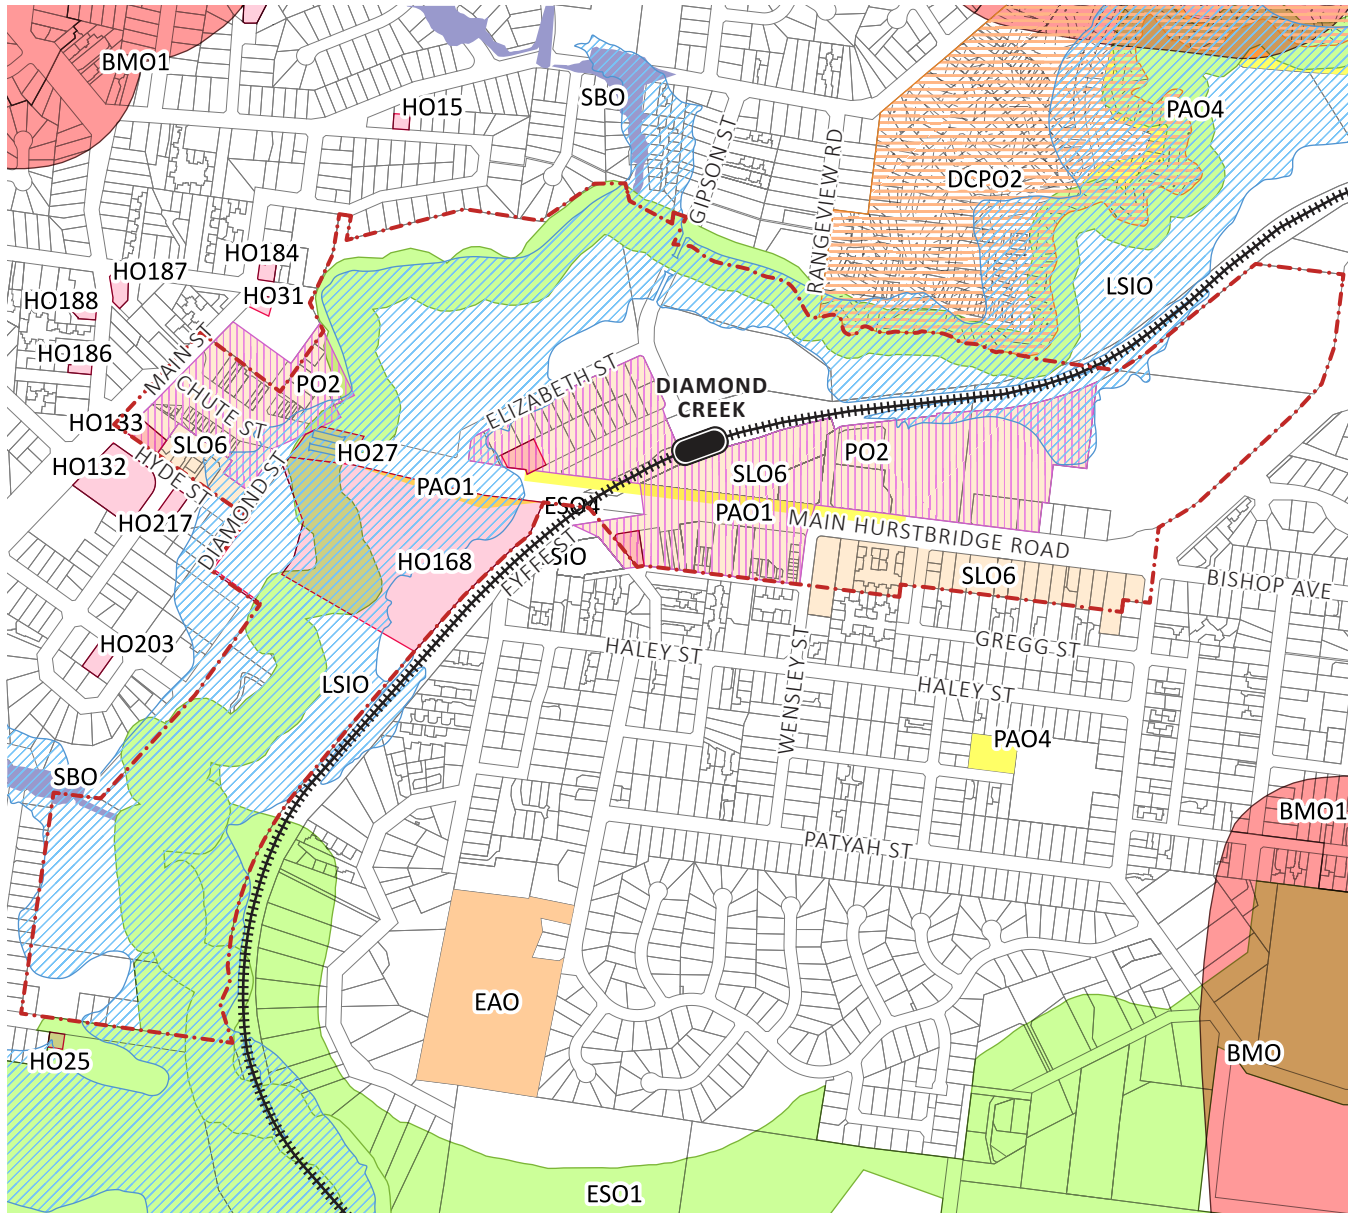 BMO1
HO15
SBO
PAO4
GIPSON ST
RANGEVIEW RD
DCPO2
HO184
HO187
HO31
LSIO
HO188
HO186
MAIN ST
PO2
CHUTE ST
ELIZABETH ST
DIAMOND
CREEK
HO133
SLO6
HO27
PO2
HO132
HYDE ST
SLO6
PAO1
ESO4
PAO1
HO217
DIAMOND ST
MAIN HURSTBRIDGE ROAD
HO168
FYFFE ST
SIO
SLO6
BISHOP AVE
HO203
HALEY ST
GREGG ST
LSIO
WENSLEY ST
HALEY ST
PAO4
SBO
BMO1
PATYAH ST
EAO
HO25
BMO
ESO1